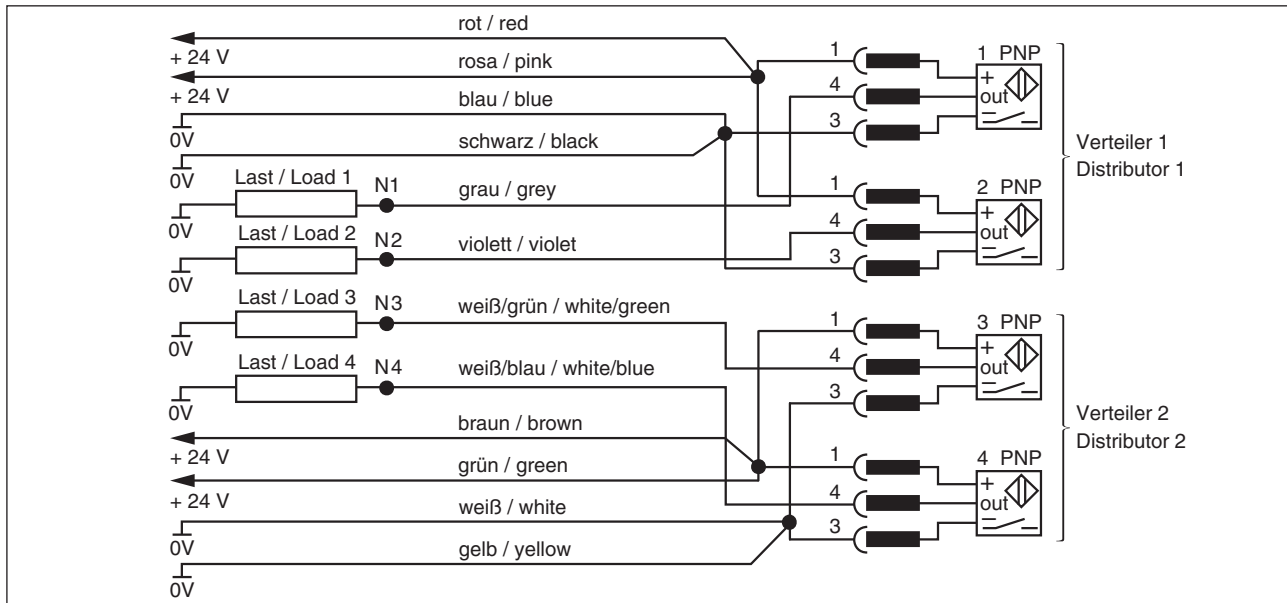 rot / red
+ 24 V
rosa / pink
+ 24 V
blau / blue
0V
schwarz / black
0V
Last / Load 1
N1
grau / grey
0V
Last / Load 2
N2
violett / violet
0V
Last / Load 3
N3
weiß/grün / white/green
0V
Last / Load 4
N4
weiß/blau / white/blue
0V
braun / brown
+ 24 V
grün / green
+ 24 V
weiß / white
0V
gelb / yellow
0V
1
4
3
1 PNP
+
out
1
4
3
2 PNP
+
out
Verteiler 1
Distributor 1
1
4
3
3 PNP
+
out
1
4
3
4 PNP
+
out
Verteiler 2
Distributor 2